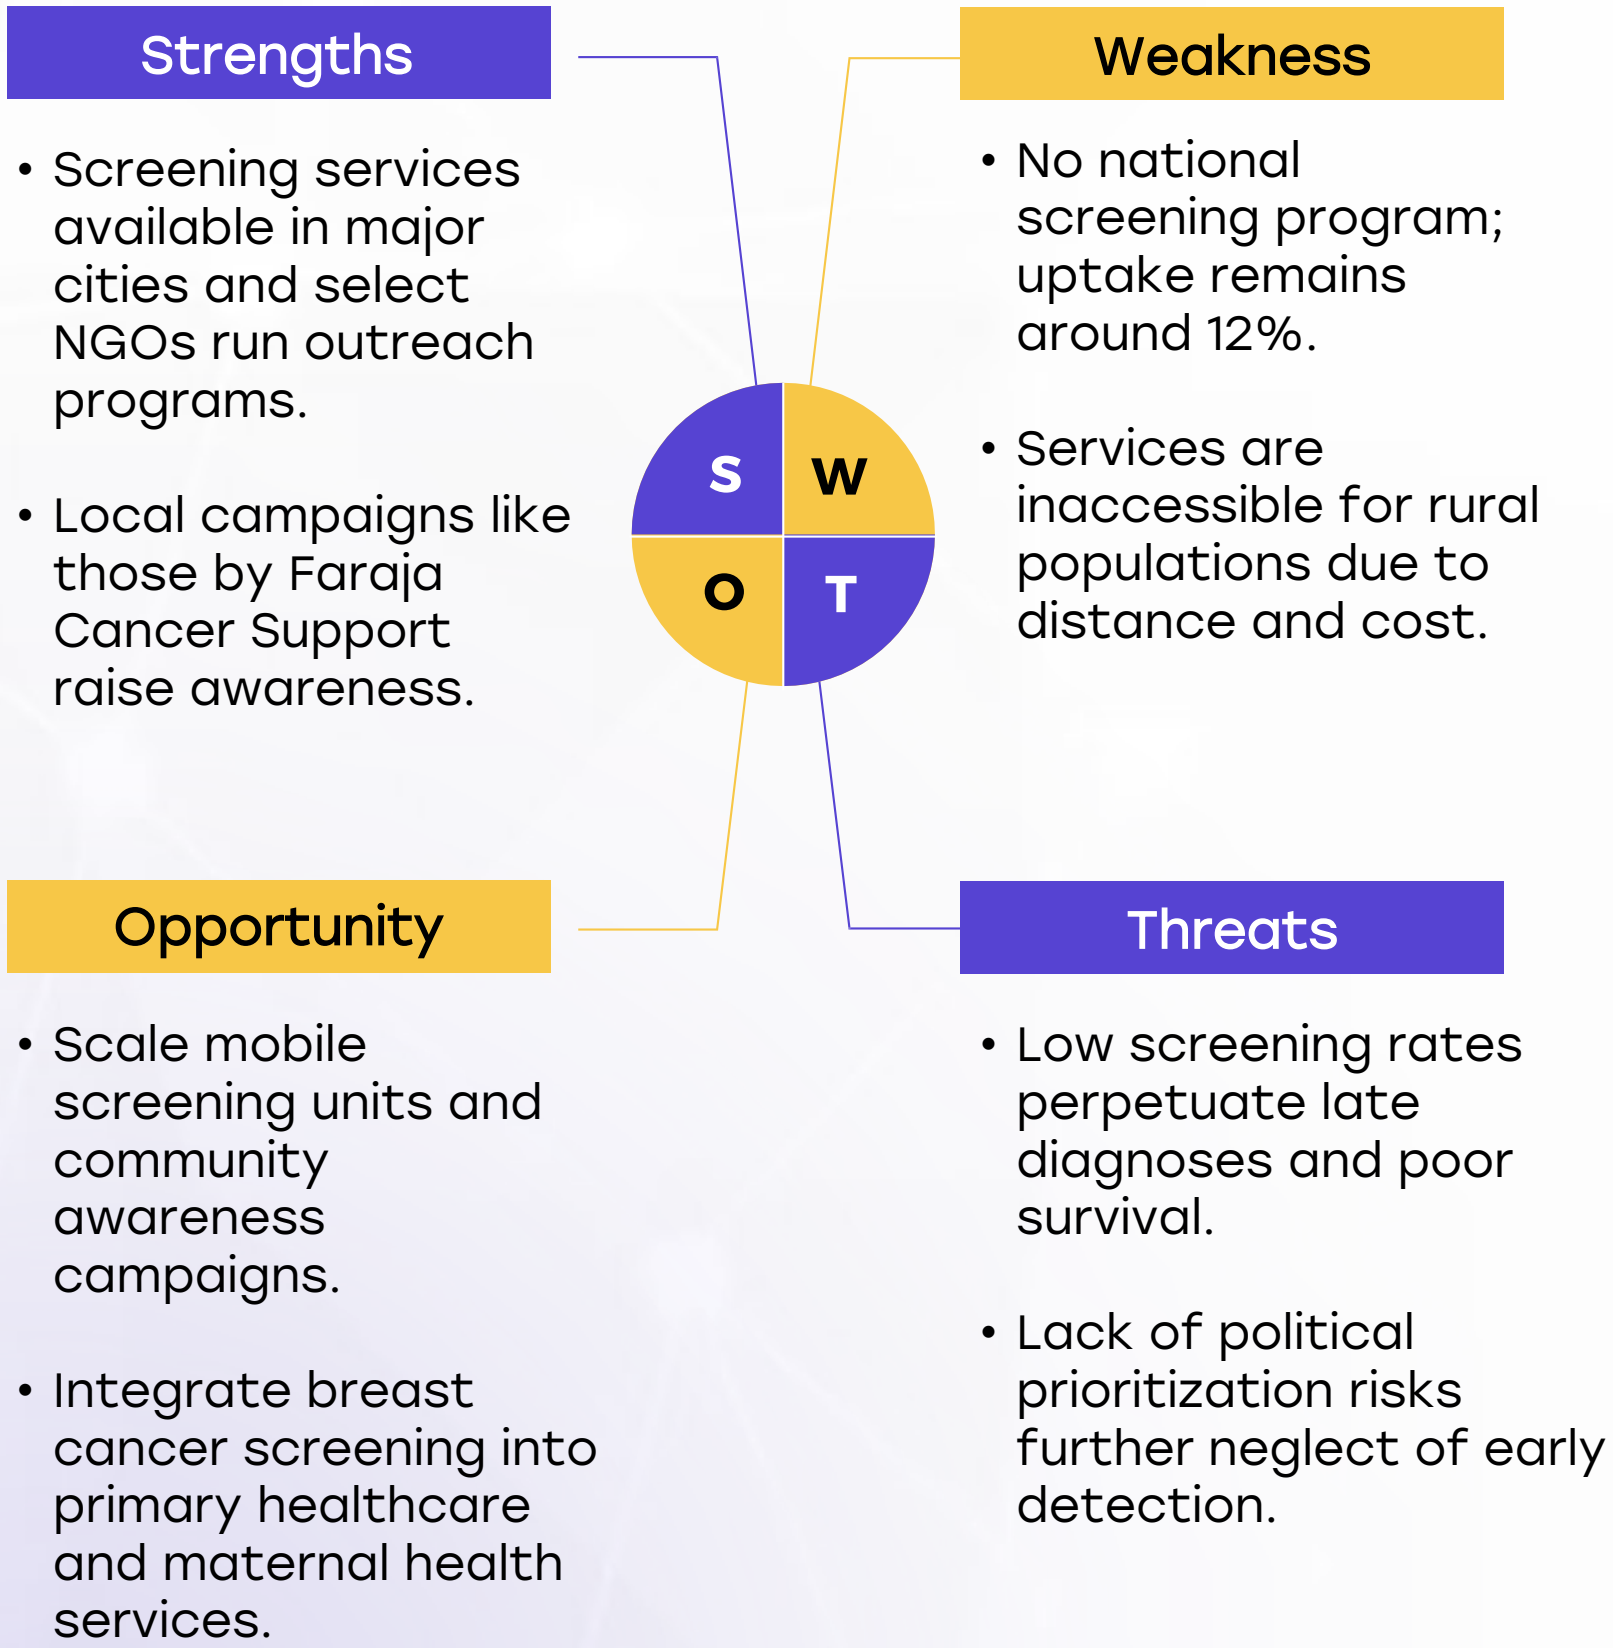 Strengths
• Screening services
available in major
cities and select
NGOs run outreach
programs.
• Local campaigns like
those by Faraja
Cancer Support
raise awareness.
Weakness
• No national
screening program;
uptake remains
around 12%.
• Services are
inaccessible for rural
populations due to
distance and cost.
S
W
O
T
Opportunity
• Scale mobile
screening units and
community
awareness
campaigns.
• Integrate breast
cancer screening into
primary healthcare
and maternal health
services.
Threats
• Low screening rates
perpetuate late
diagnoses and poor
survival.
• Lack of political
prioritization risks
further neglect of early
detection.